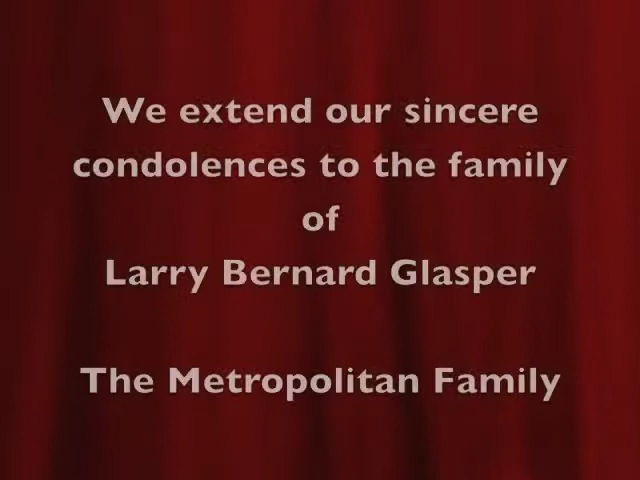 We extend our sincere
condolences to the family
of
Larry Bernard Glasper
The Metropolitan Family